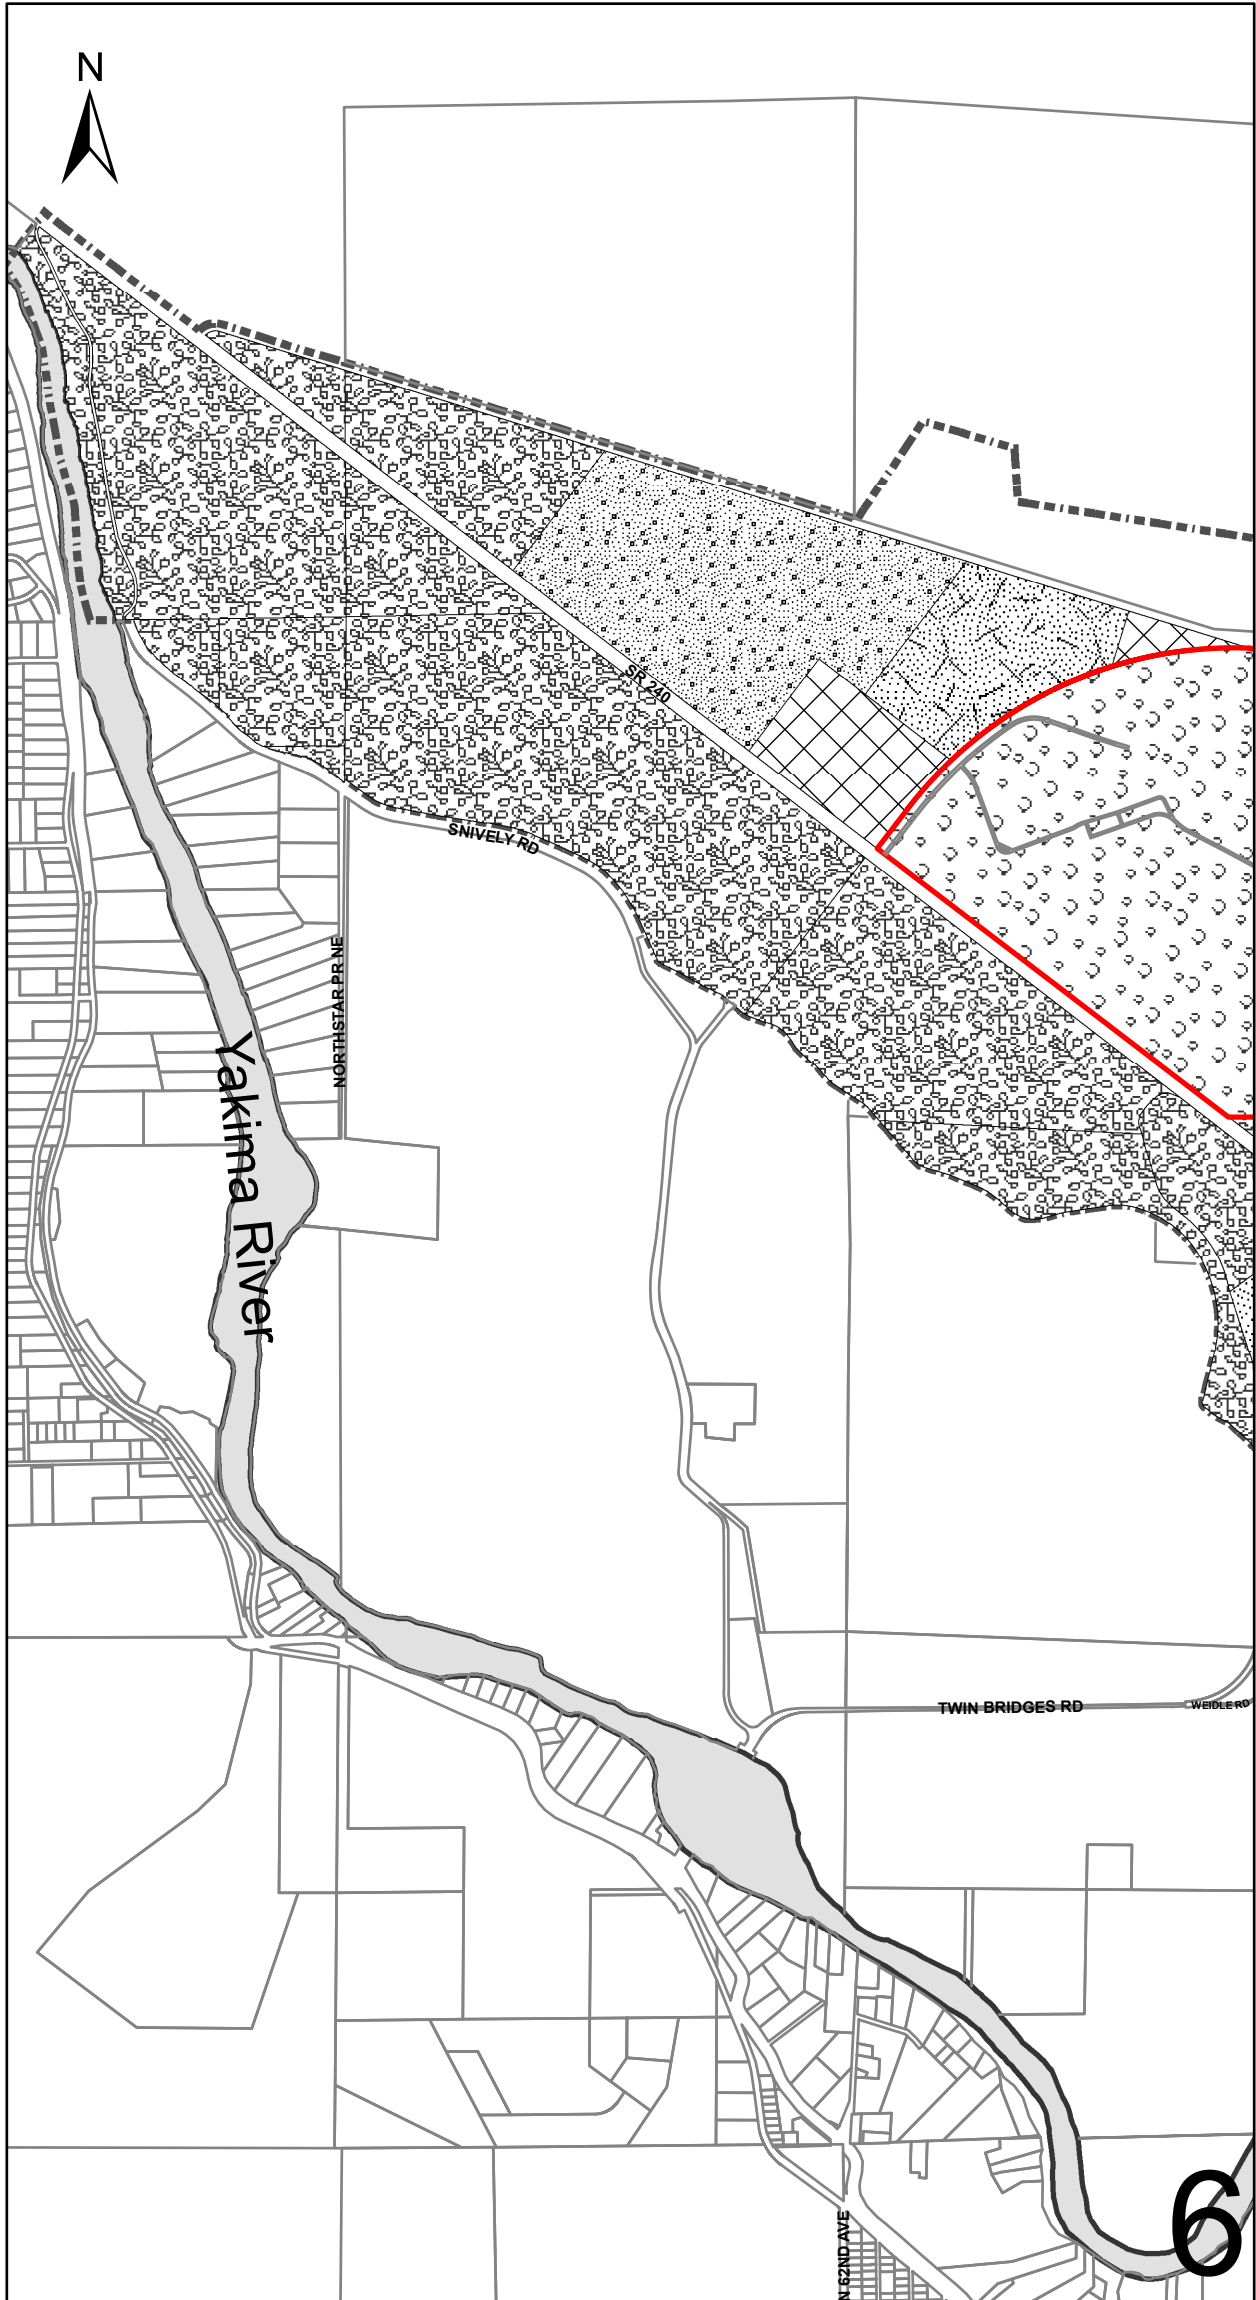 N
SR 240
SNIVELY RD
NORTHSTAR PR NE
Yakima River
TWIN BRIDGES RD
WEIDLE RD
N 62ND AVE
6